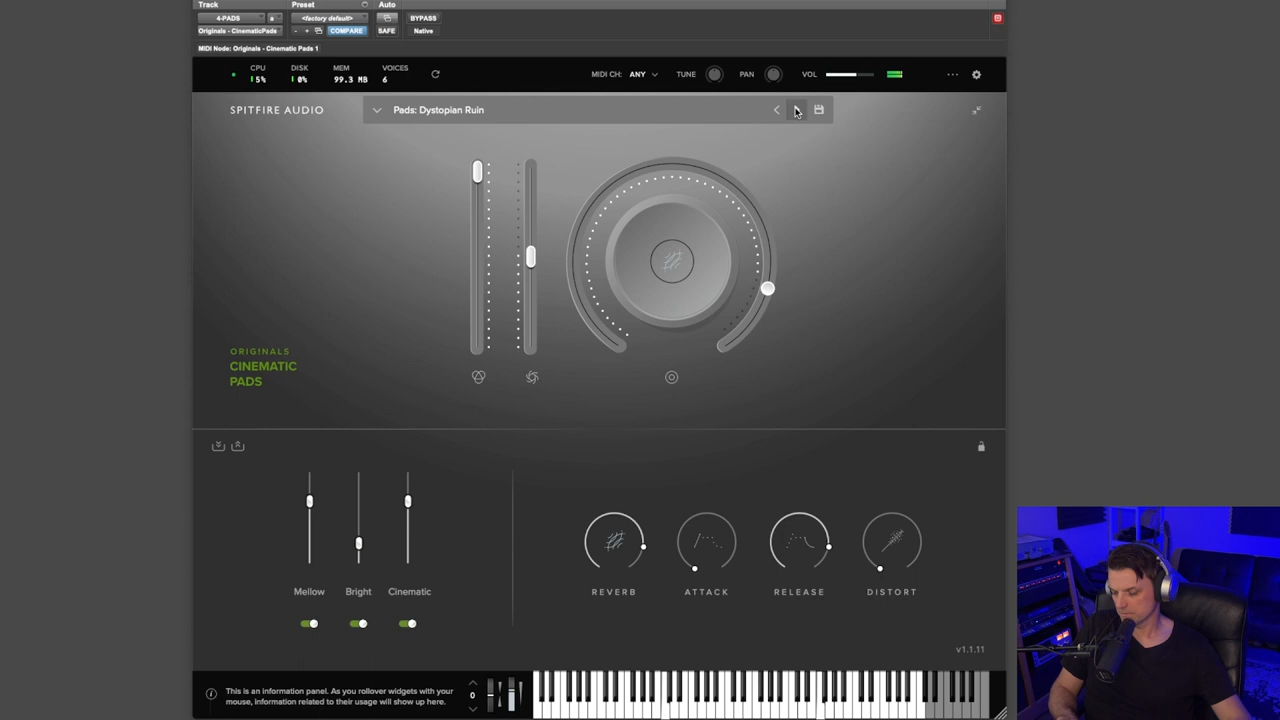 Track Preset Auto
4-PADS <factory default> BYPASS
Originals - CinematicPads - + COMPARE SAFE Native
MIDI Node: Originals - Cinematic Pads 1
CPU DISK MEM VOICES
5% 0% 99.3 MB 6
MIDI CH: ANY TUNE PAN VOL
SPITFIRE AUDIO
Pads: Dystopian Ruin
ORIGINALS
CINEMATIC
PADS
Mellow Bright Cinematic
REVERB ATTACK RELEASE DISTORT
v1.1.11
This is an information panel. As you rollover widgets with your
mouse, information related to their usage will show up here.
0